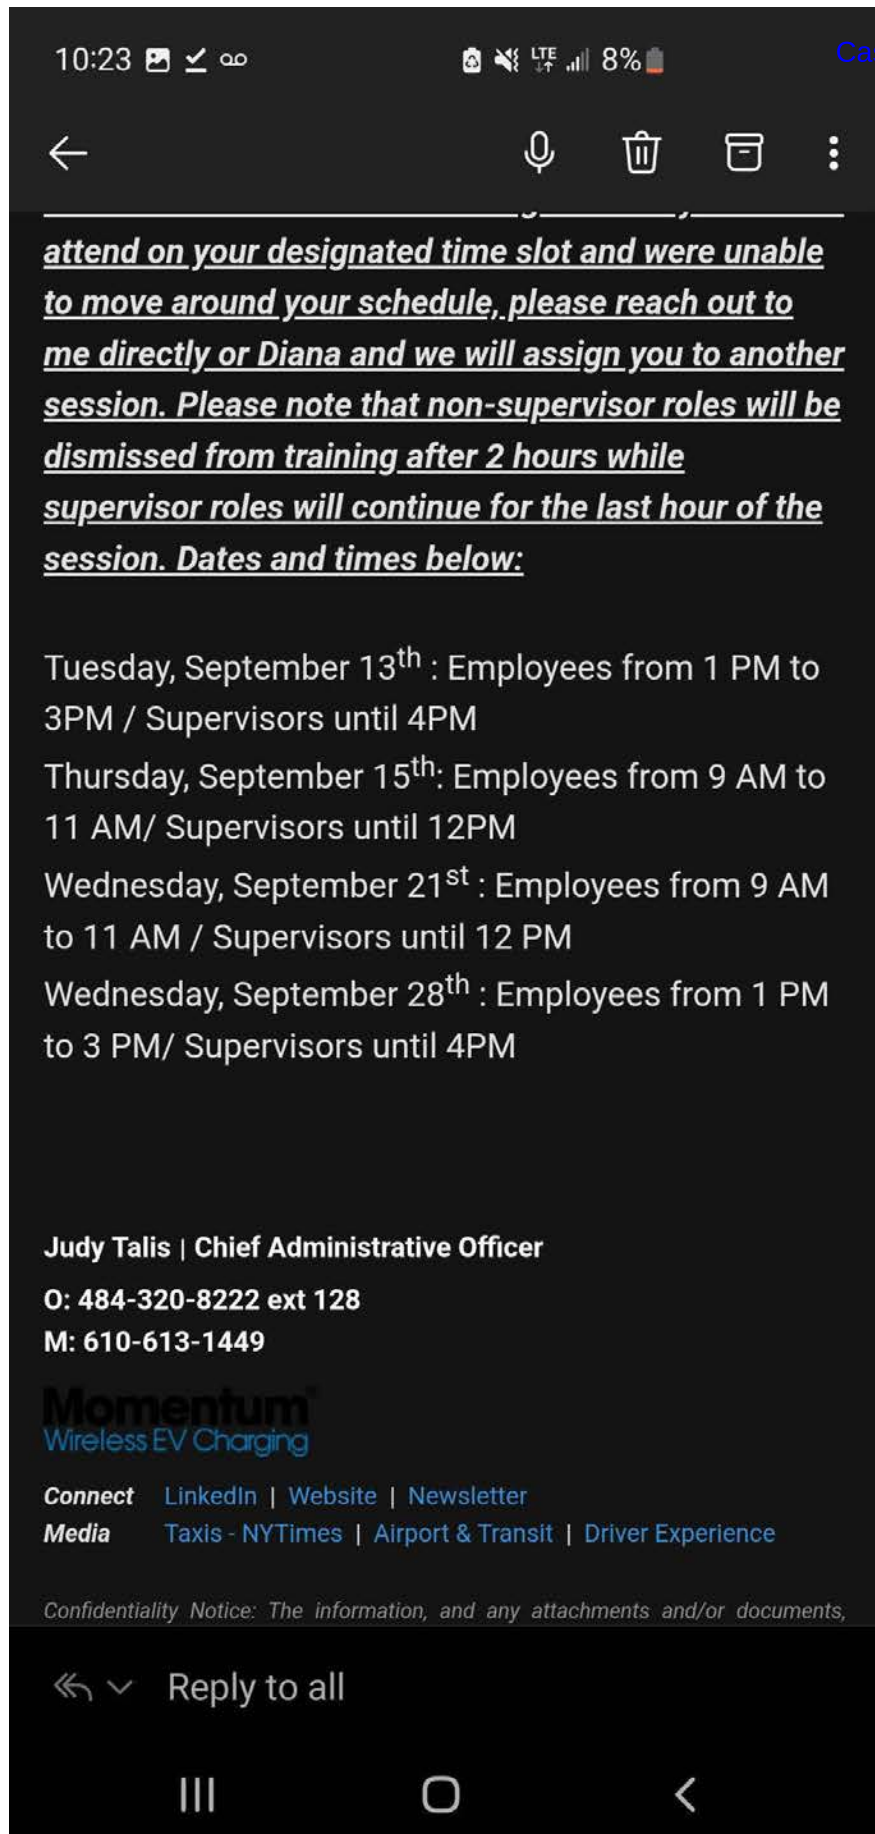 10:23 LTE 8%
attend on your designated time slot and were unable
to move around your schedule, please reach out to
me directly or Diana and we will assign you to another
session. Please note that non-supervisor roles will be
dismissed from training after 2 hours while
supervisor roles will continue for the last hour of the
session. Dates and times below:
Tuesday, September 13th : Employees from 1 PM to
3PM / Supervisors until 4PM
Thursday, September 15th: Employees from 9 AM to
11 AM/ Supervisors until 12PM
Wednesday, September 21st : Employees from 9 AM
to 11 AM / Supervisors until 12 PM
Wednesday, September 28th : Employees from 1 PM
to 3 PM/ Supervisors until 4PM
Judy Talis | Chief Administrative Officer
O: 484-320-8222 ext 128
M: 610-613-1449
Momentum
Wireless EV Charging
Connect LinkedIn | Website | Newsletter
Media Taxis - NYTimes | Airport & Transit | Driver Experience
Confidentiality Notice: The information, and any attachments and/or documents,
Reply to all